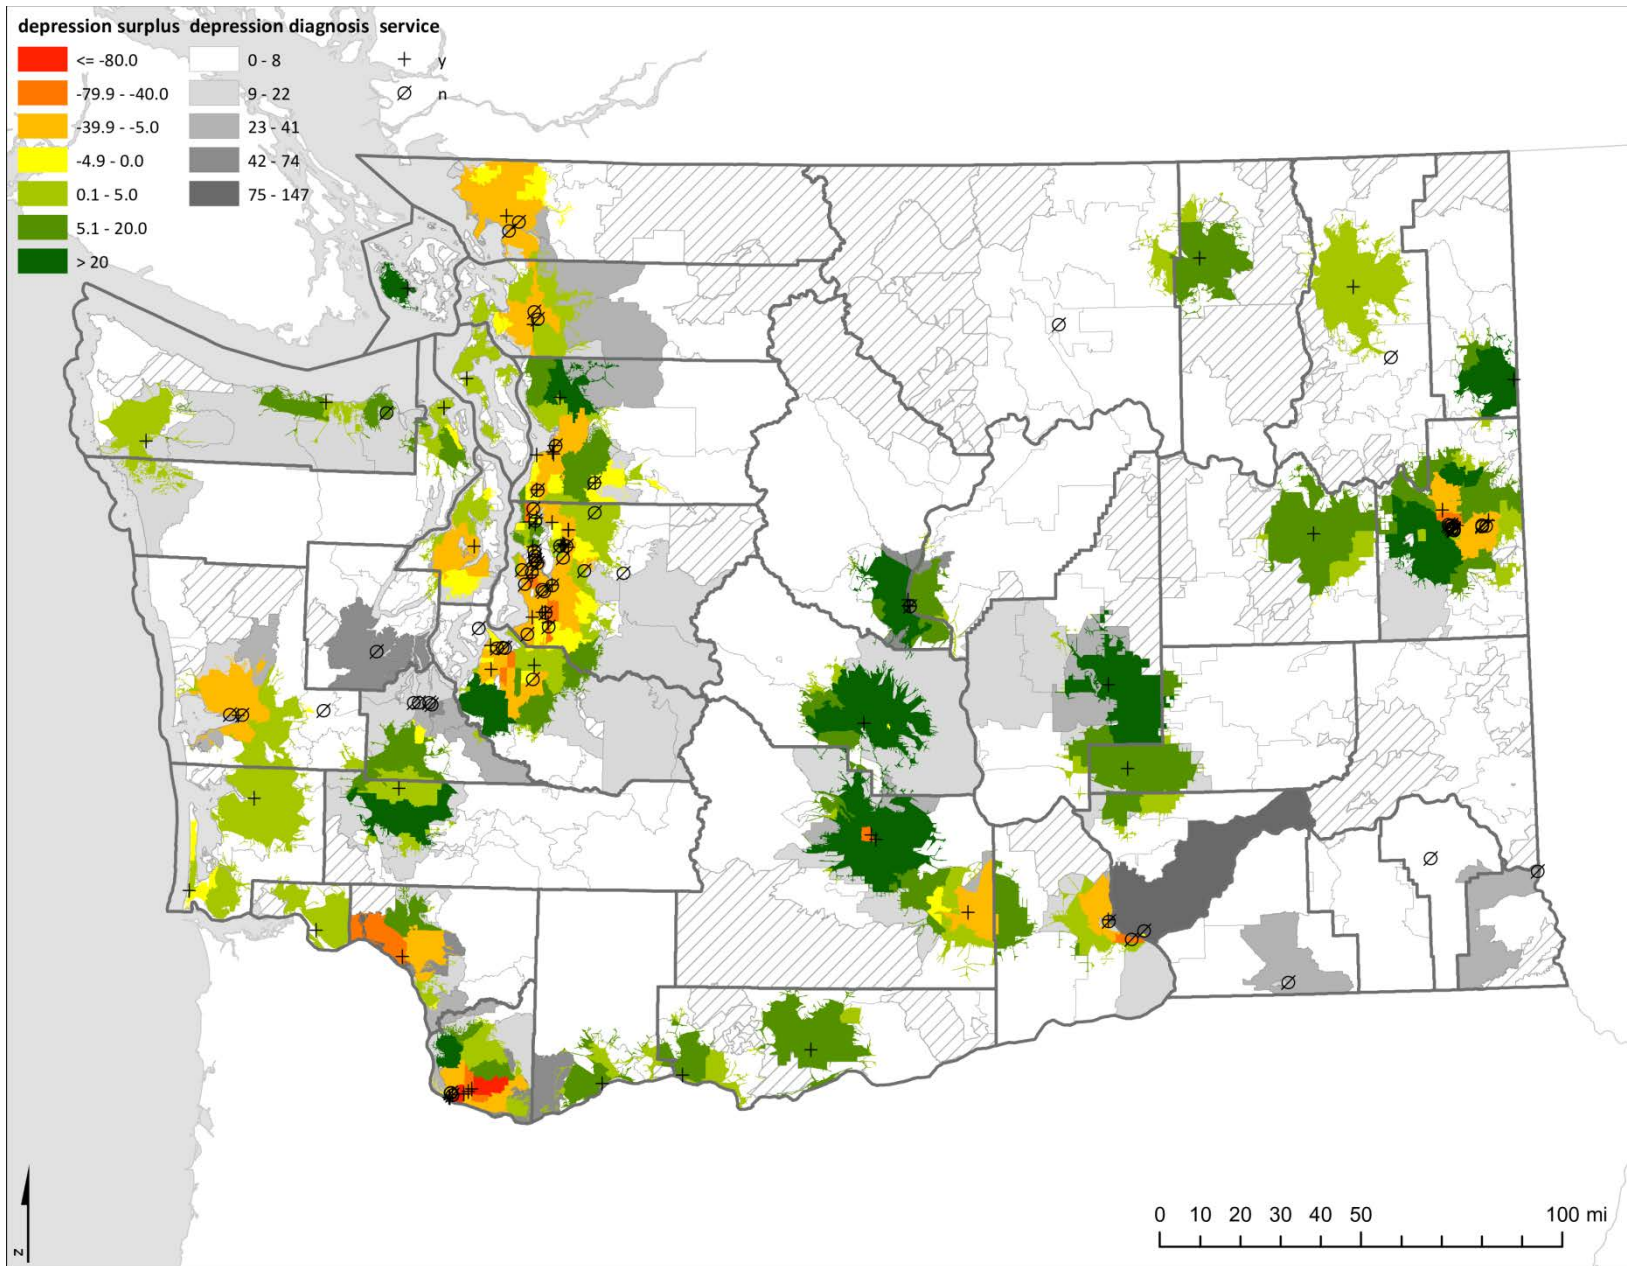 depression surplus depression diagnosis service
<= -80.0 0 - 8 y
-79.9 - -40.0 9 - 22 n
-39.9 - -5.0 23 - 41
-4.9 - 0.0 42 - 74
0.1 - 5.0 75 - 147
5.1 - 20.0
> 20
0 10 20 30 40 50 100 mi
N